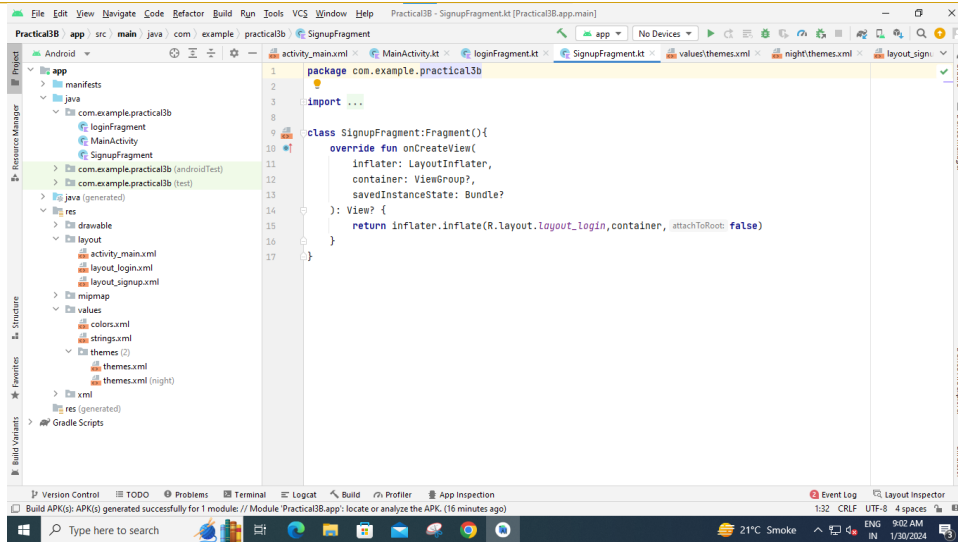 File Edit View Navigate Code Refactor Build Run Tools VCS Window Help Practical3B - SignupFragment.kt [Practical3B.app.main]
Practical3B app src main java com example practical3b SignupFragment app No Devices
Android activity_main.xml MainActivity.kt loginFragment.kt SignupFragment.kt values\themes.xml night\themes.xml layout_signu
Project
Resource Manager
Structure
Favorites
Build Variants
app
manifests
java
com.example.practical3b
loginFragment
MainActivity
SignupFragment
com.example.practical3b (androidTest)
com.example.practical3b (test)
java (generated)
res
drawable
layout
activity_main.xml
layout_login.xml
layout_signup.xml
mipmap
values
colors.xml
strings.xml
themes (2)
themes.xml
themes.xml (night)
xml
res (generated)
Gradle Scripts
1 package com.example.practical3b
2
3 import ...
8
9 class SignupFragment:Fragment(){
10 override fun onCreateView(
11 inflater: LayoutInflater,
12 container: ViewGroup?,
13 savedInstanceState: Bundle?
14 ): View? {
15 return inflater.inflate(R.layout.layout_login,container, attachToRoot: false)
16 }
17 }
Version Control TODO Problems Terminal Logcat Build Profiler App Inspection 2 Event Log Layout Inspector
Build APK(s): APK(s) generated successfully for 1 module: // Module 'Practical3B.app': locate or analyze the APK. (16 minutes ago) 1:32 CRLF UTF-8 4 spaces
Type here to search 21°C Smoke ENG 9:02 AM
IN 1/30/2024 3